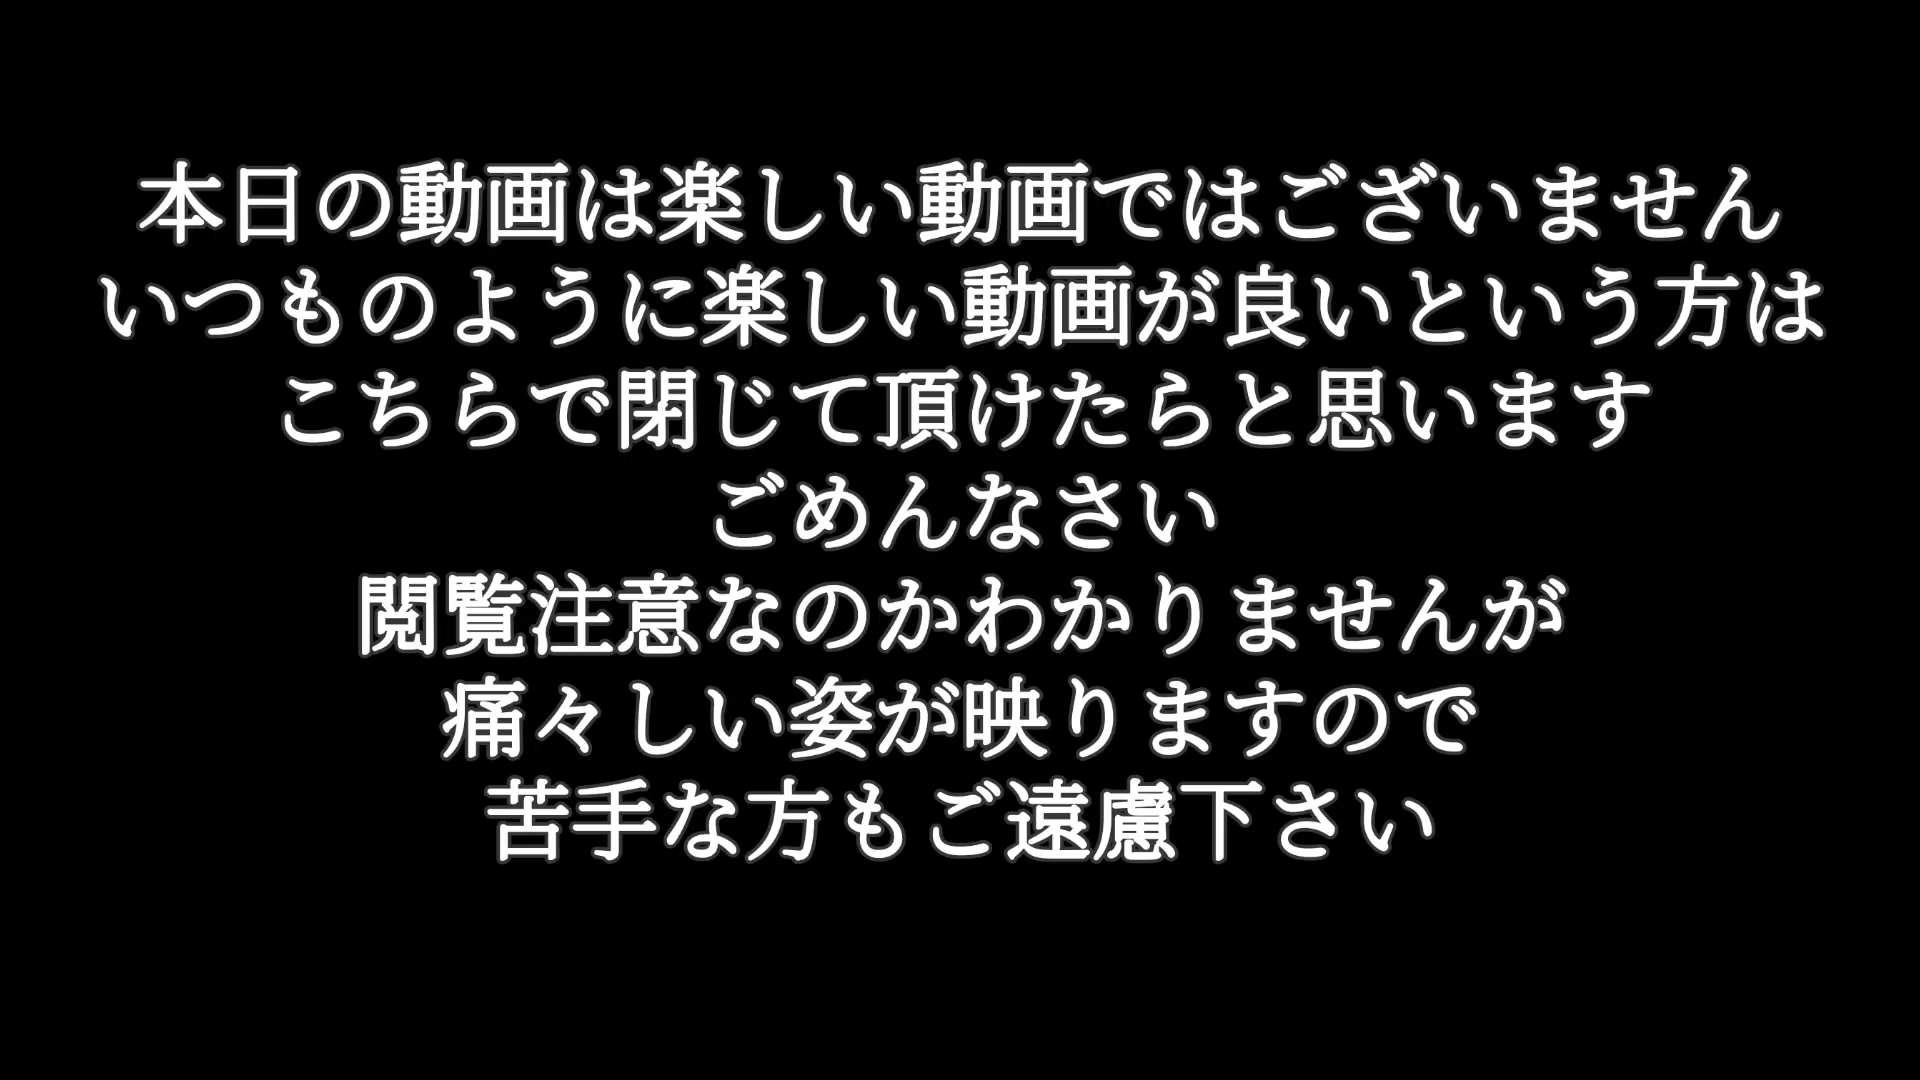 本日の動画は楽しい動画ではございません
いつものように楽しい動画が良いという方は
こちらで閉じて頂けたらと思います
ごめんなさい
閲覧注意なのかわかりませんが
痛々しい姿が映りますので
苦手な方もご遠慮下さい